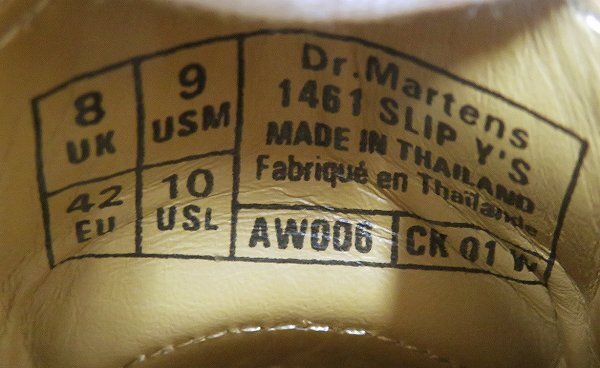 8 UK
9 USM
42 EU
10 USL
Dr.Martens
1461 SLIP Y'S
MADE IN THAILAND
Fabriqué en Thaïlande
AW006
CR 01 W